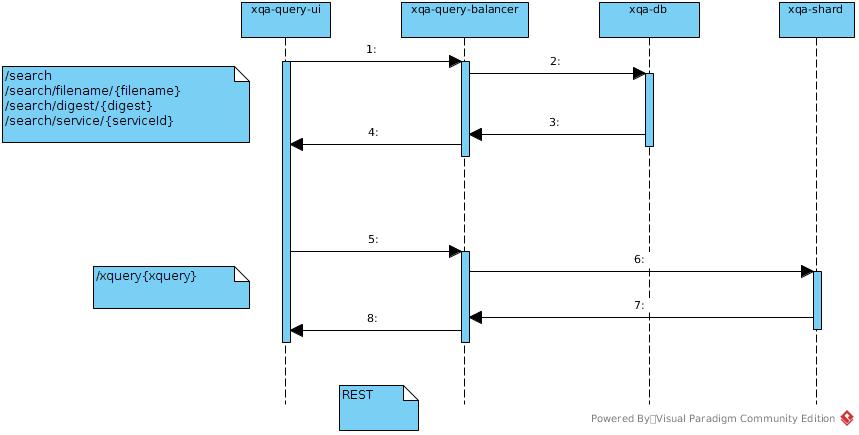 xqa-query-ui
xqa-query-balancer
xqa-db
xqa-shard
1:
2:
/search
/search/filename/{filename}
/search/digest/{digest}
/search/service/{serviceId}
3:
4:
5:
6:
/xquery{xquery}
7:
8:
REST
Powered By Visual Paradigm Community Edition